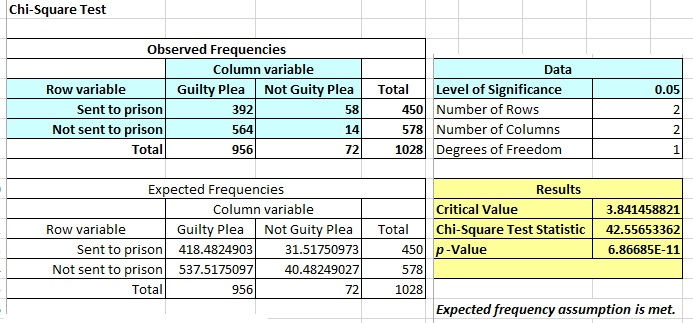 Chi-Square Test
Observed Frequencies
Column variable
Row variable Guilty Plea Not Guity Plea Total
Sent to prison 392 58 450
Not sent to prison 564 14 578
Total 956 72 1028
Data
Level of Significance 0.05
Number of Rows 2
Number of Columns 2
Degrees of Freedom 1
Expected Frequencies
Column variable
Row variable Guilty Plea Not Guity Plea Total
Sent to prison 418.4824903 31.51750973 450
Not sent to prison 537.5175097 40.48249027 578
Total 956 72 1028
Results
Critical Value 3.841458821
Chi-Square Test Statistic 42.55653362
p-Value 6.86685E-11
Expected frequency assumption is met.